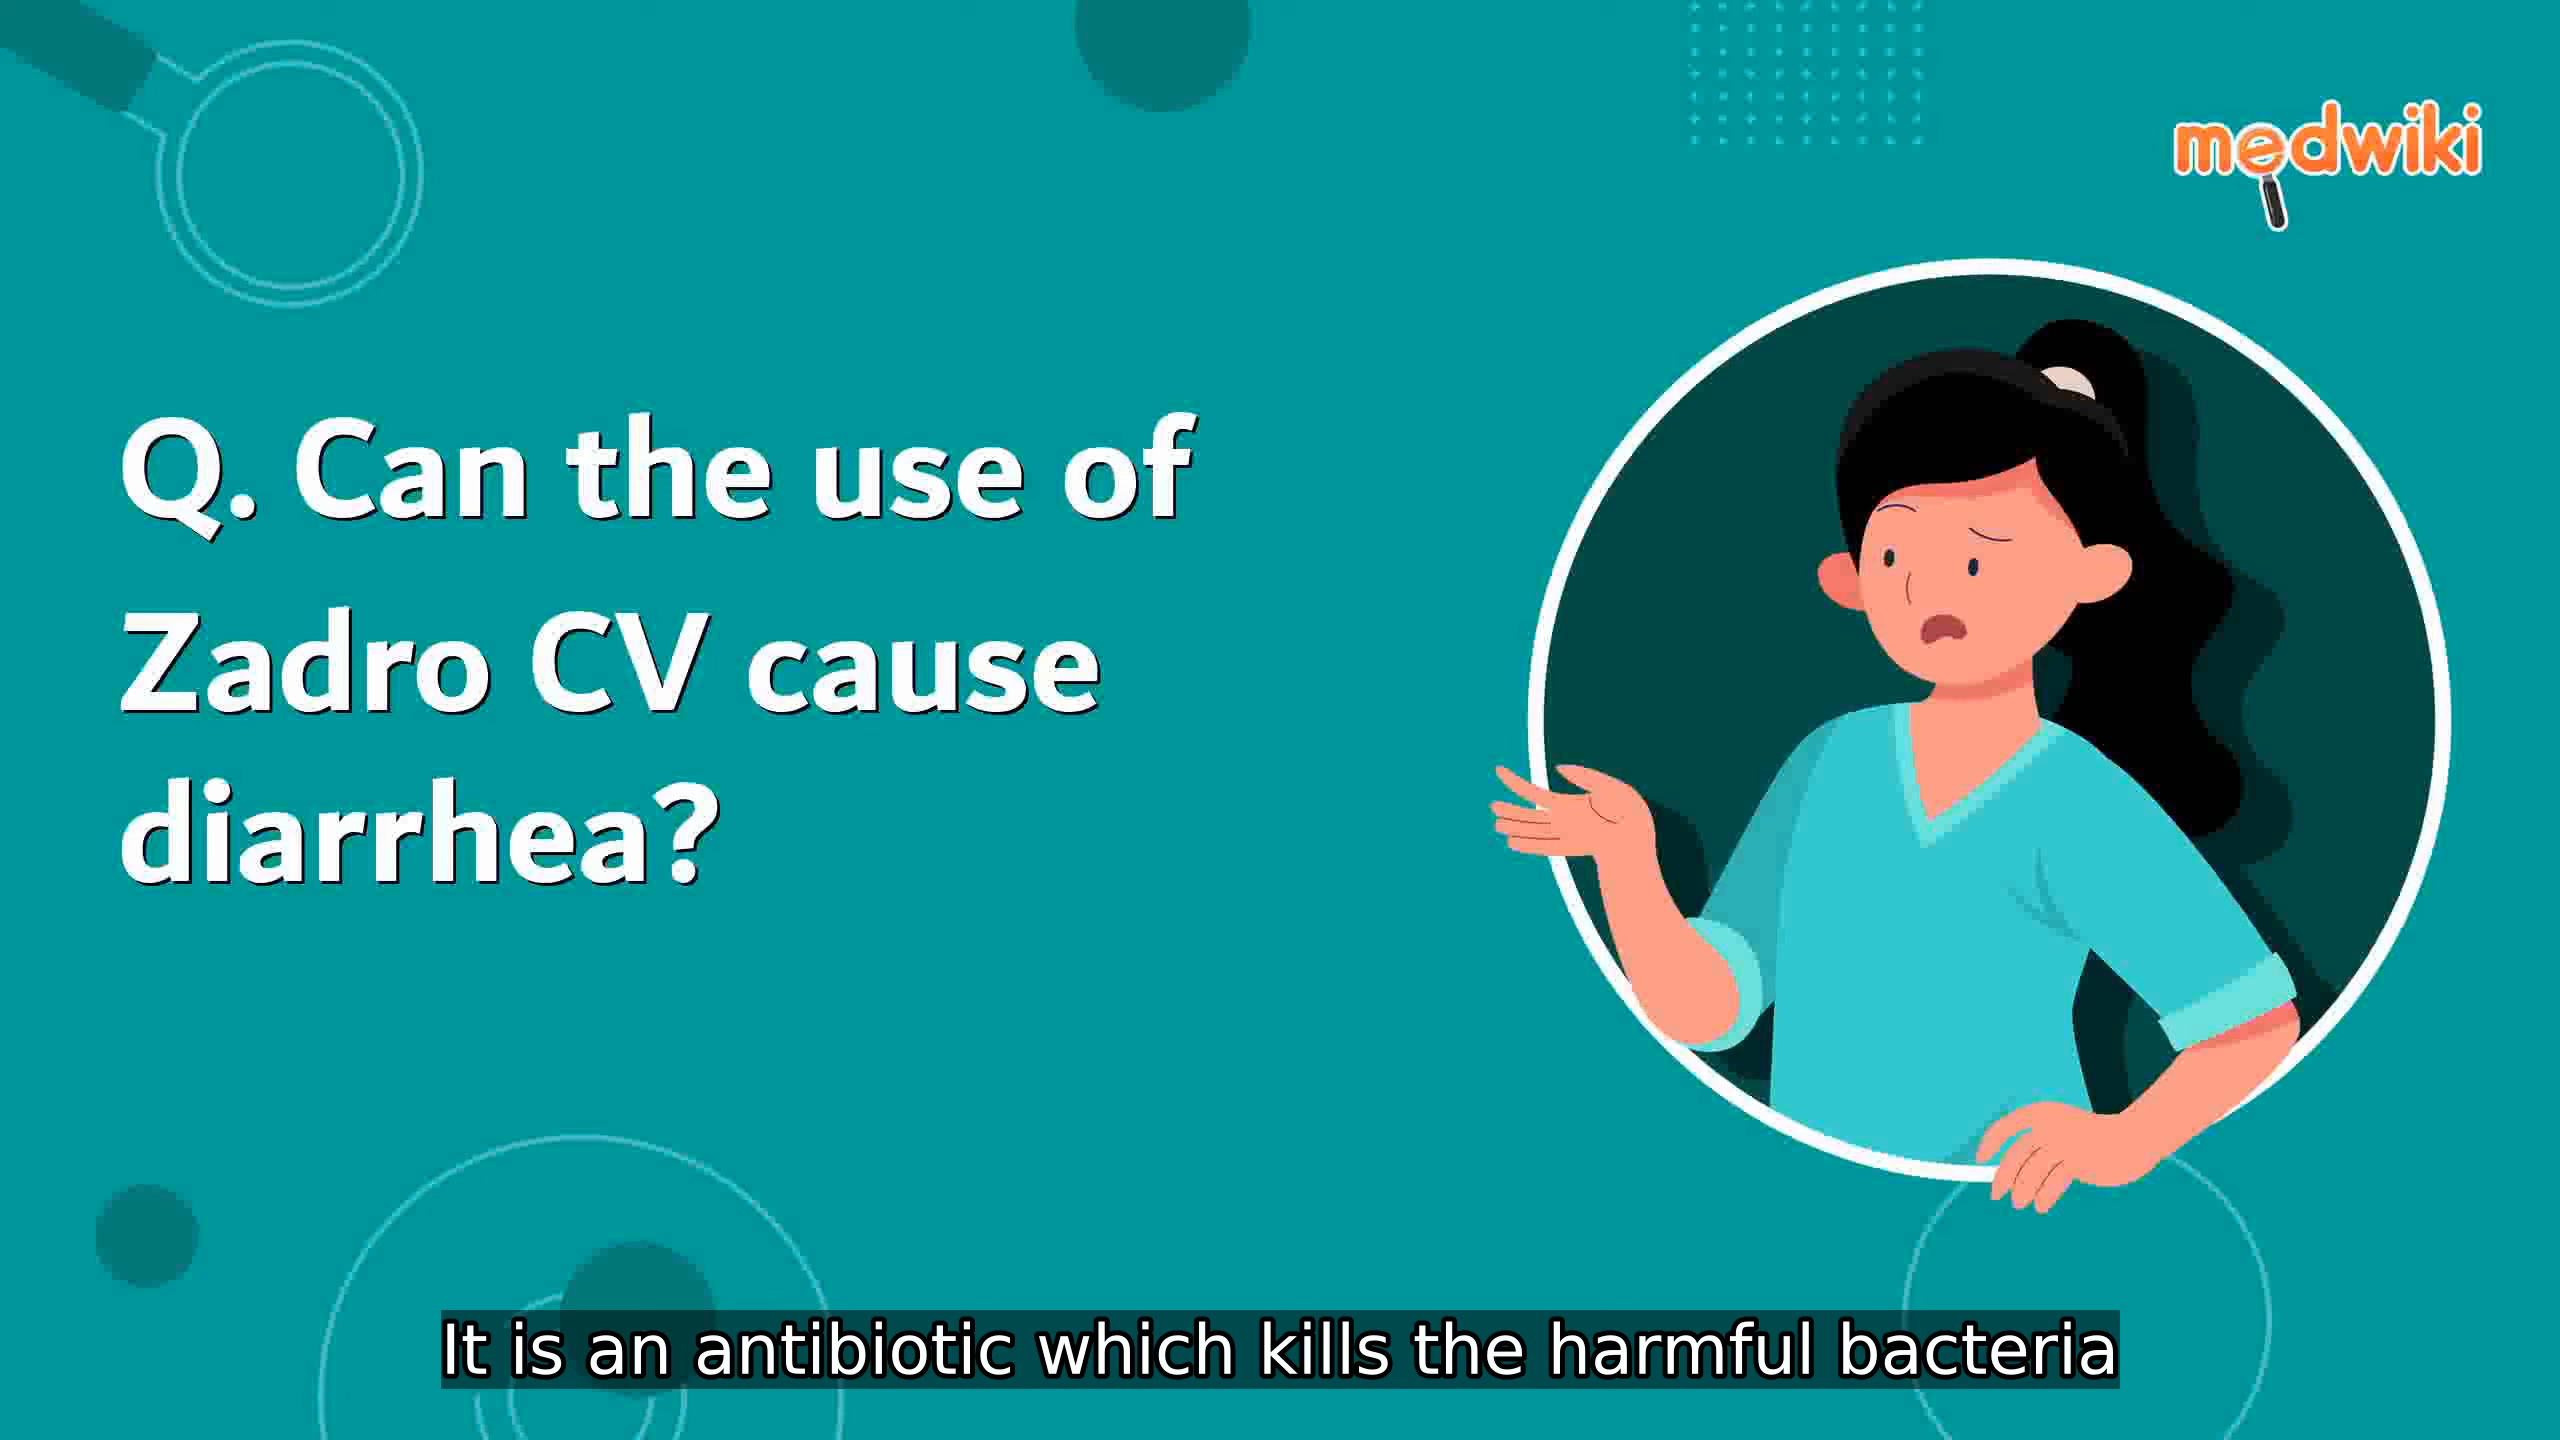 medwiki
Q. Can the use of
Zadro CV cause
diarrhea?
It is an antibiotic which kills the harmful bacteria